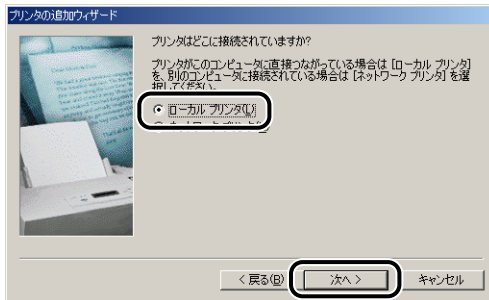 プリンタの追加ウィザード
プリンタはどこに接続されていますか?
プリンタがこのコンピュータに直接つながっている場合は [ローカル プリンタ]
を、別のコンピュータに接続されている場合は [ネットワーク プリンタ] を選
択してください。
ローカル プリンタ(L)
< 戻る(B)
次へ >
キャンセル